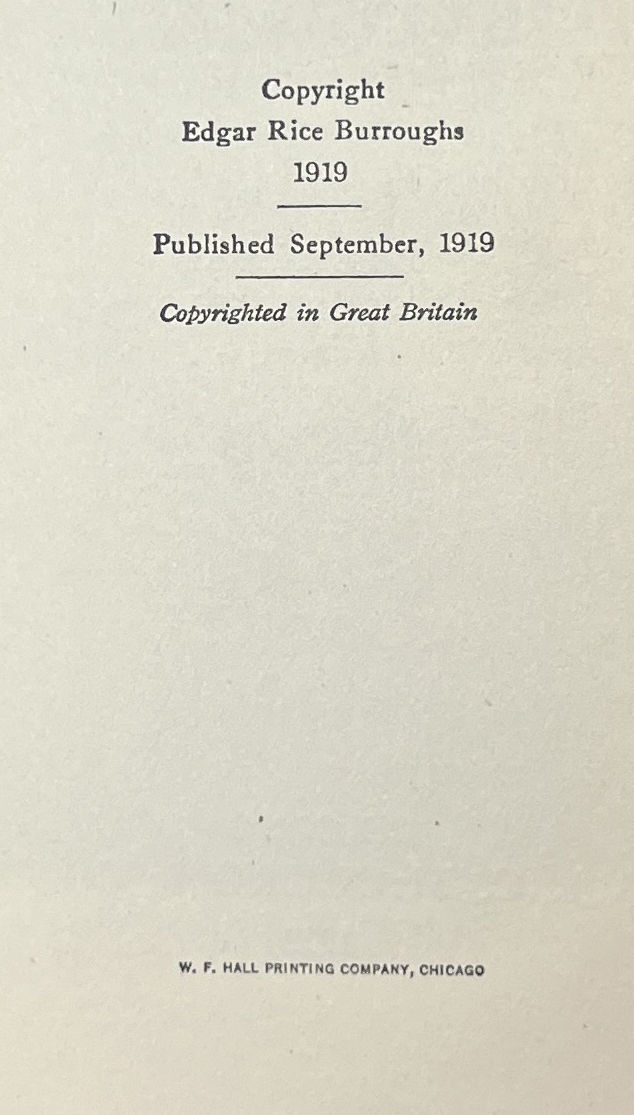 Copyright
Edgar Rice Burroughs
1919
Published September, 1919
Copyrighted in Great Britain
W. F. HALL PRINTING COMPANY, CHICAGO